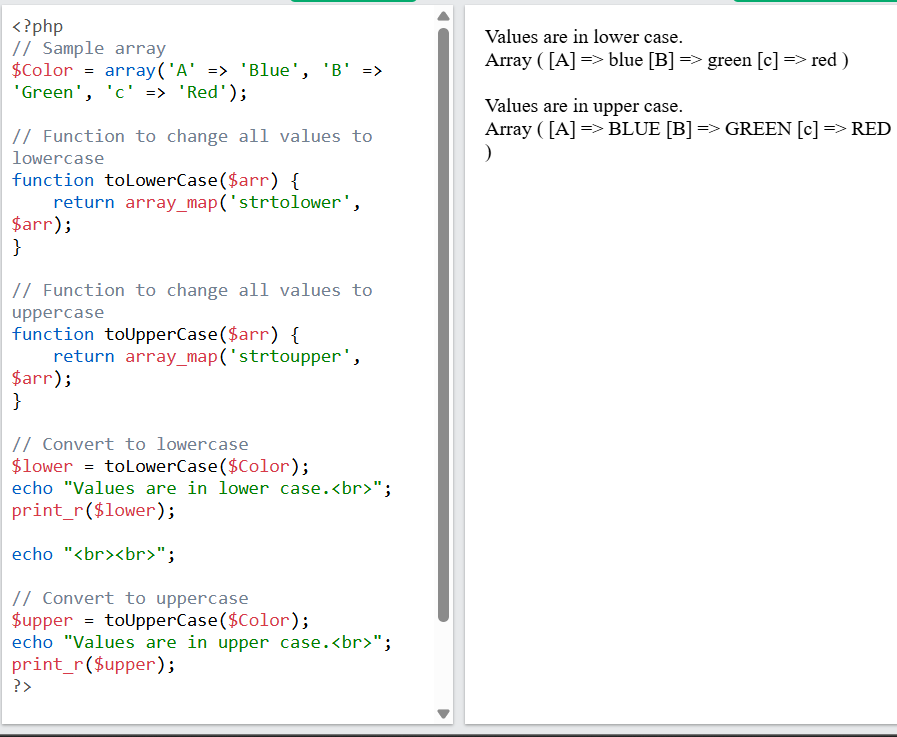 <?php
// Sample array
$Color = array('A' => 'Blue', 'B' =>
'Green', 'c' => 'Red');
// Function to change all values to
lowercase
function toLowerCase($arr) {
    return array_map('strtolower',
$arr);
}
// Function to change all values to
uppercase
function toUpperCase($arr) {
    return array_map('strtoupper',
$arr);
}
// Convert to lowercase
$lower = toLowerCase($Color);
echo "Values are in lower case.<br>";
print_r($lower);
echo "<br><br>";
// Convert to uppercase
$upper = toUpperCase($Color);
echo "Values are in upper case.<br>";
print_r($upper);
?>
Values are in lower case.
Array ( [A] => blue [B] => green [c] => red )
Values are in upper case.
Array ( [A] => BLUE [B] => GREEN [c] => RED
)